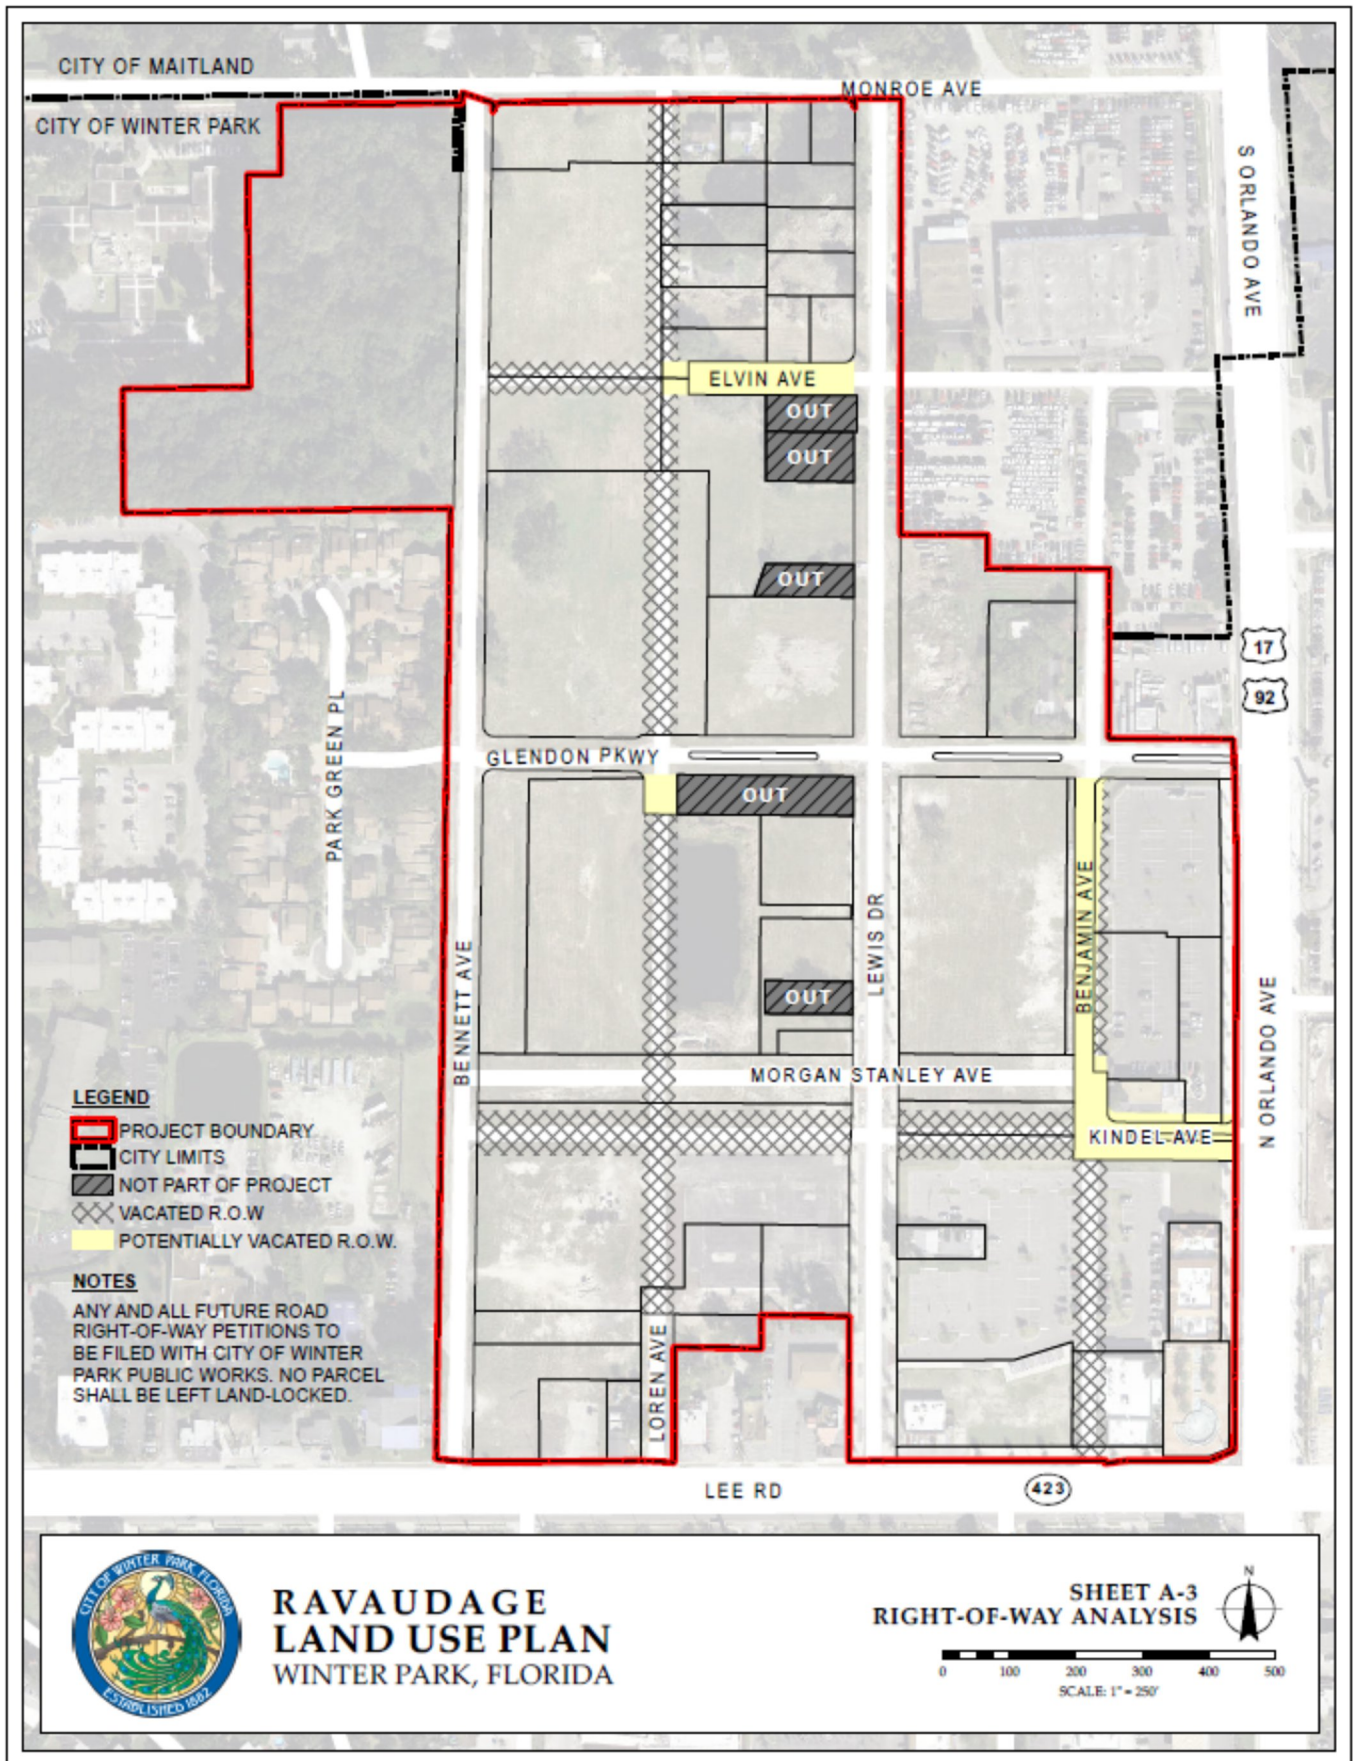 CITY OF MAITLAND
MONROE AVE
CITY OF WINTER PARK
S ORLANDO AVE
ELVIN AVE
OUT
OUT
OUT
17
92
PARK GREEN PL
GLENDON PKWY
OUT
BENNETT AVE
LEWIS DR
BENJAMIN AVE
OUT
N ORLANDO AVE
MORGAN STANLEY AVE
KINDEL AVE
LEGEND
PROJECT BOUNDARY
CITY LIMITS
NOT PART OF PROJECT
VACATED R.O.W
POTENTIALLY VACATED R.O.W.
NOTES
ANY AND ALL FUTURE ROAD
RIGHT-OF-WAY PETITIONS TO
BE FILED WITH CITY OF WINTER
PARK PUBLIC WORKS. NO PARCEL
SHALL BE LEFT LAND-LOCKED.
LOREN AVE
LEE RD
423
CITY OF WINTER PARK, FLORIDA
ESTABLISHED 1882
RAVAUDAGE
LAND USE PLAN
WINTER PARK, FLORIDA
SHEET A-3
RIGHT-OF-WAY ANALYSIS
N
0 100 200 300 400 500
SCALE: 1" = 250'